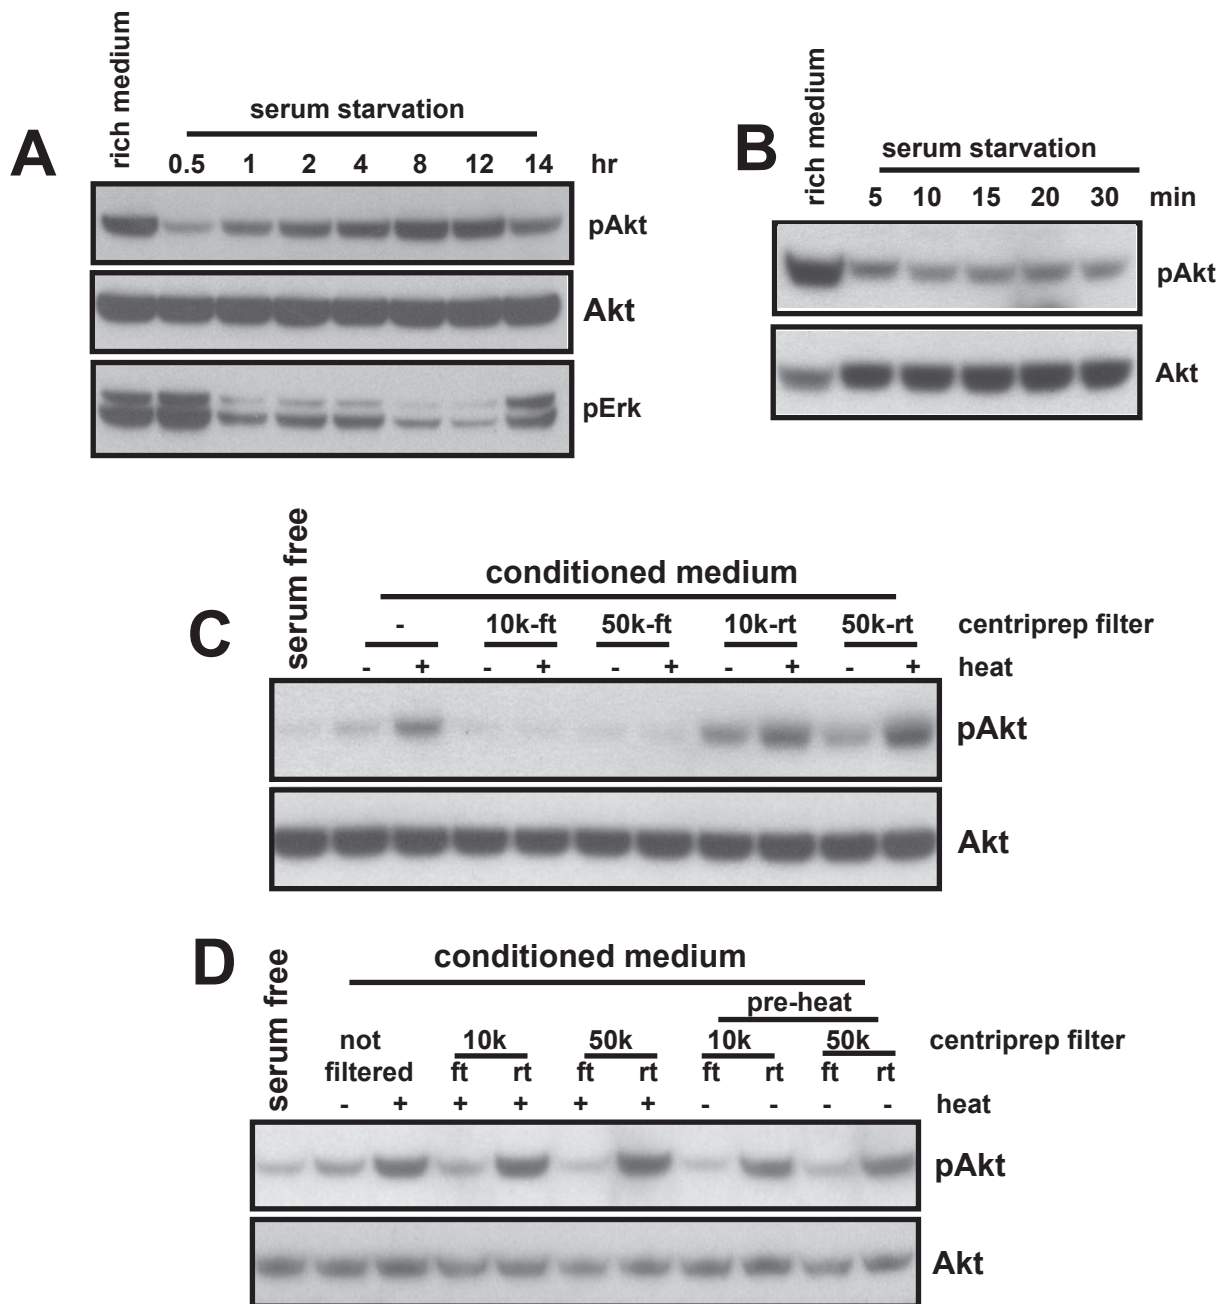 A
rich medium
serum starvation
0.5 1 2 4 8 12 14 hr
pAkt
Akt
pErk
B
rich medium
serum starvation
5 10 15 20 30 min
pAkt
Akt
C
serum free
conditioned medium
- 10k-ft 50k-ft 10k-rt 50k-rt centriprep filter
- + - + - + - + - + heat
pAkt
Akt
D
serum free
conditioned medium
pre-heat
not 10k 50k 10k 50k centriprep filter
filtered ft rt ft rt ft rt ft rt
- + + + + + - - - - heat
pAkt
Akt